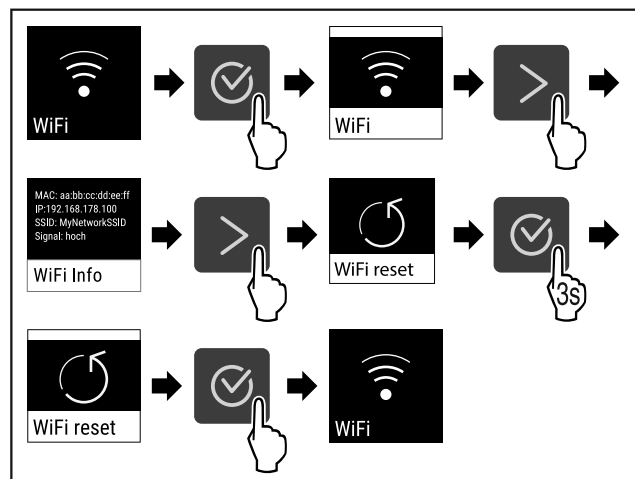 WiFi
WiFi
MAC: aa:bb:cc:dd:ee:ff
IP:192.168.178.100
SSID: MyNetworkSSID
Signal: hoch
WiFi Info
WiFi reset
3s
WiFi reset
WiFi